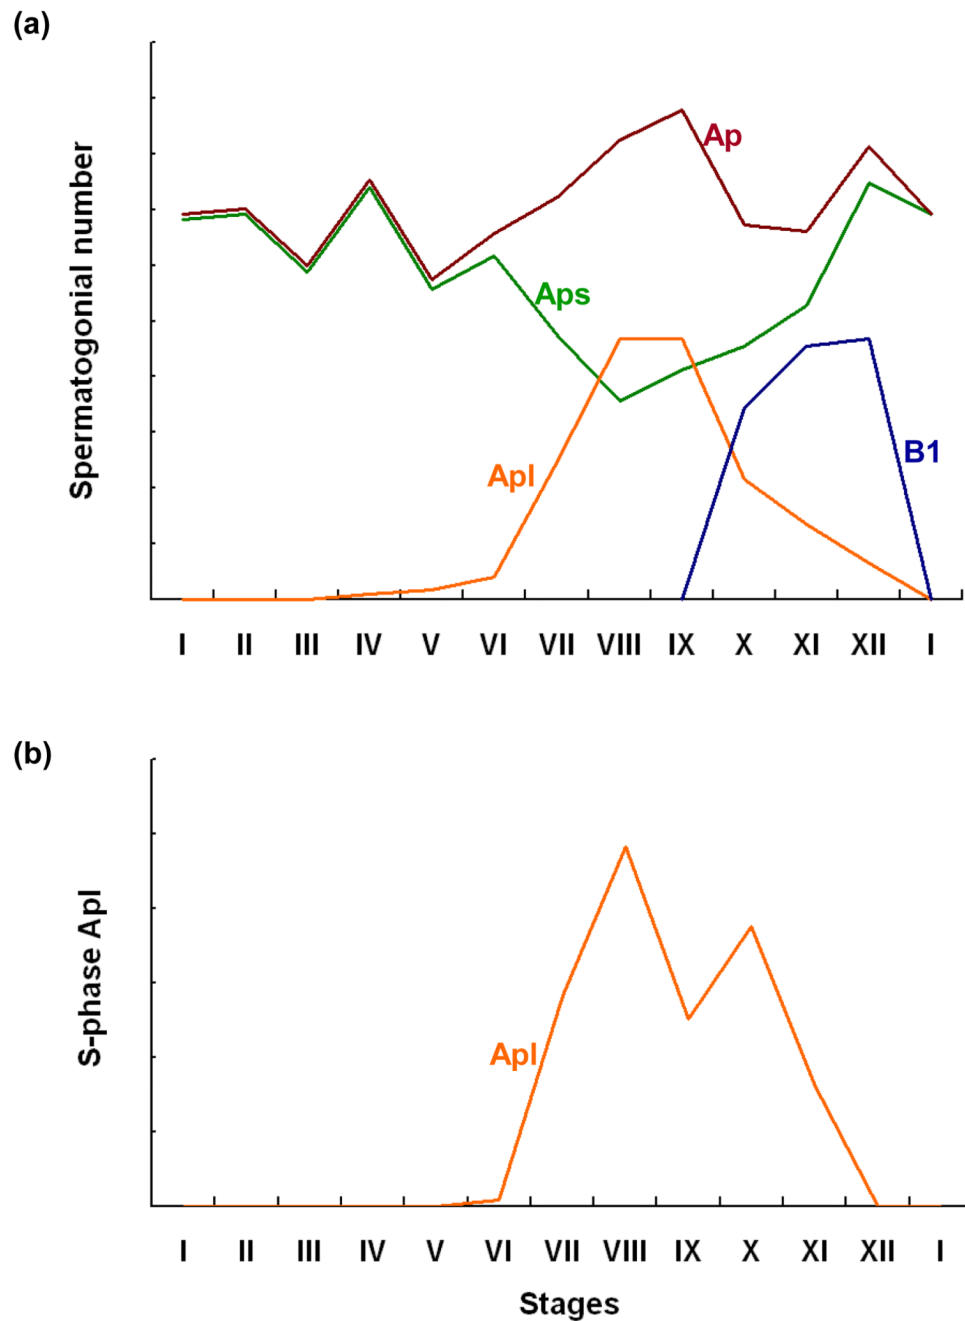 (a)
Spermatogonial number
Ap
Aps
Apl
B1
I II III IV V VI VII VIII IX X XI XII I
(b)
S-phase Apl
Apl
I II III IV V VI VII VIII IX X XI XII I
Stages